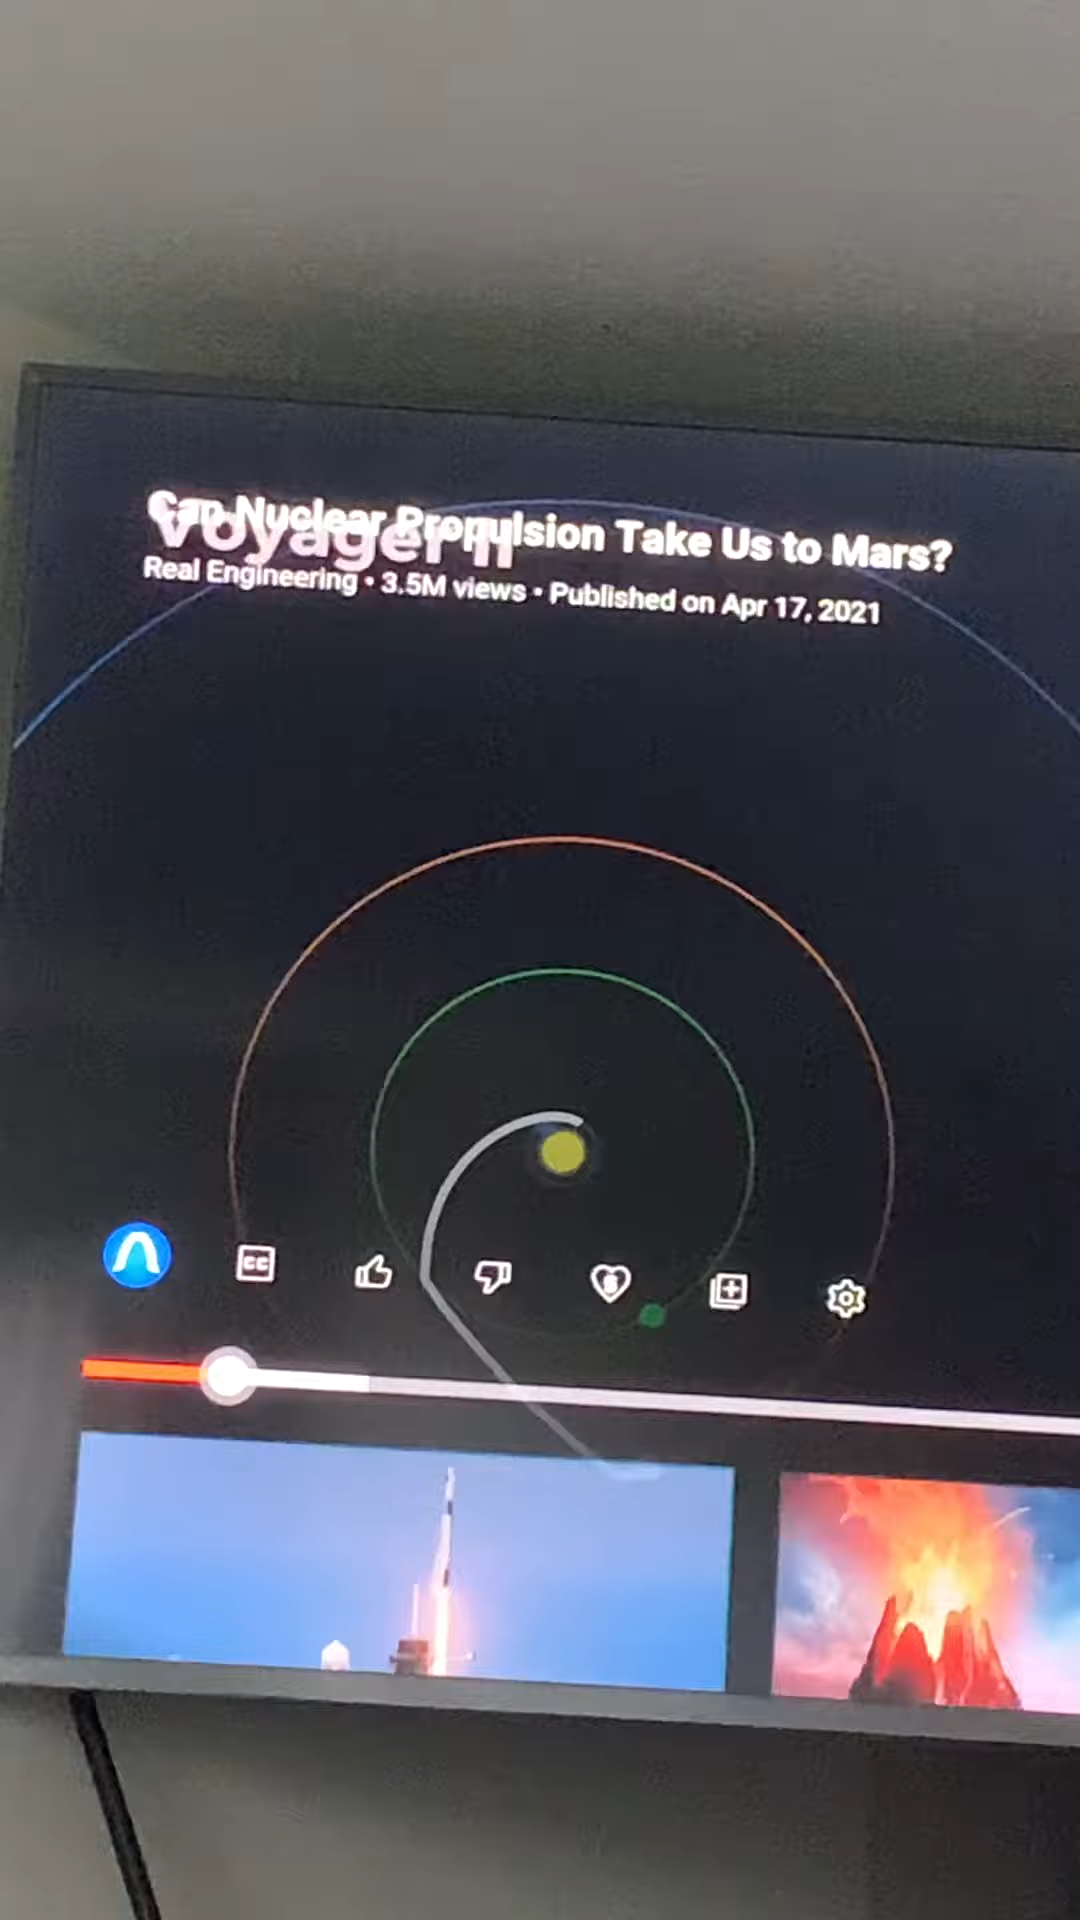 Can Nuclear Propulsion Take Us to Mars?
Voyager II
Real Engineering • 3.5M views • Published on Apr 17, 2021
CC